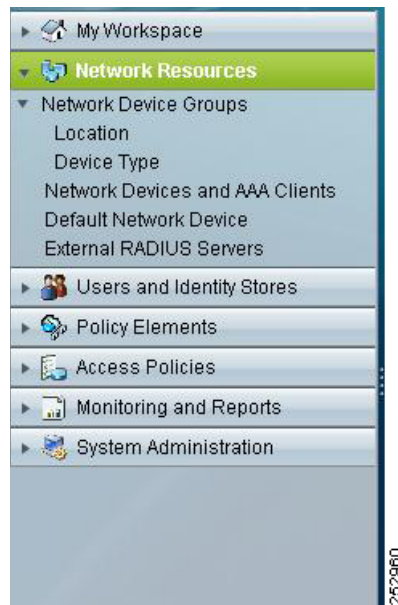 My Workspace
Network Resources
Network Device Groups
Location
Device Type
Network Devices and AAA Clients
Default Network Device
External RADIUS Servers
Users and Identity Stores
Policy Elements
Access Policies
Monitoring and Reports
System Administration
252960